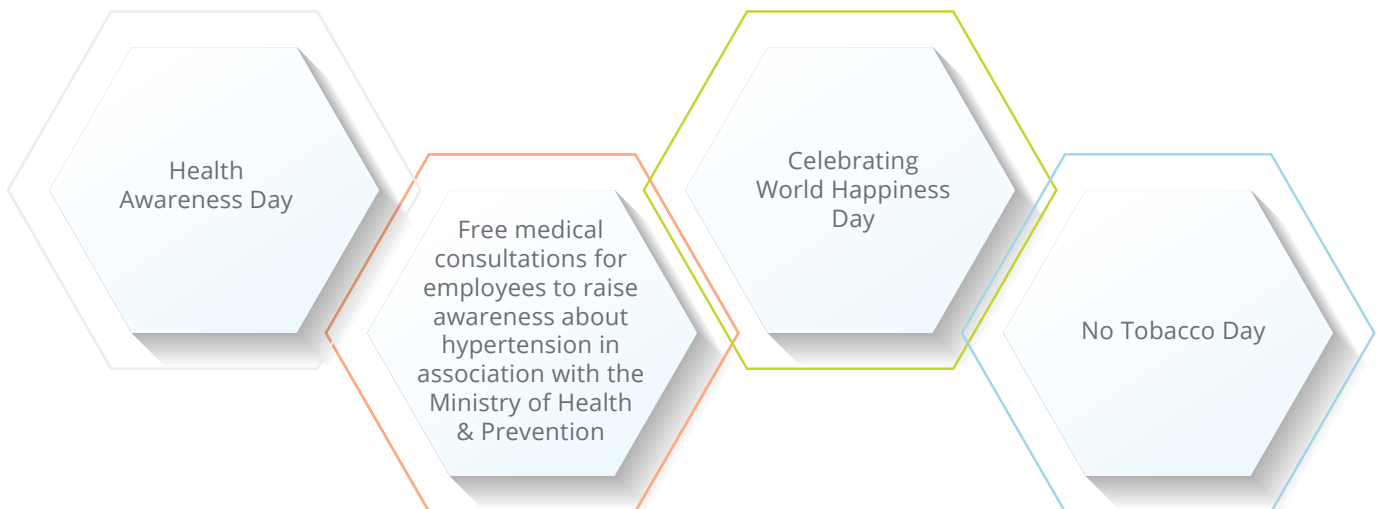 Health
Awareness Day
Free medical
consultations for
employees to raise
awareness about
hypertension in
association with the
Ministry of Health
& Prevention
Celebrating
World Happiness
Day
No Tobacco Day